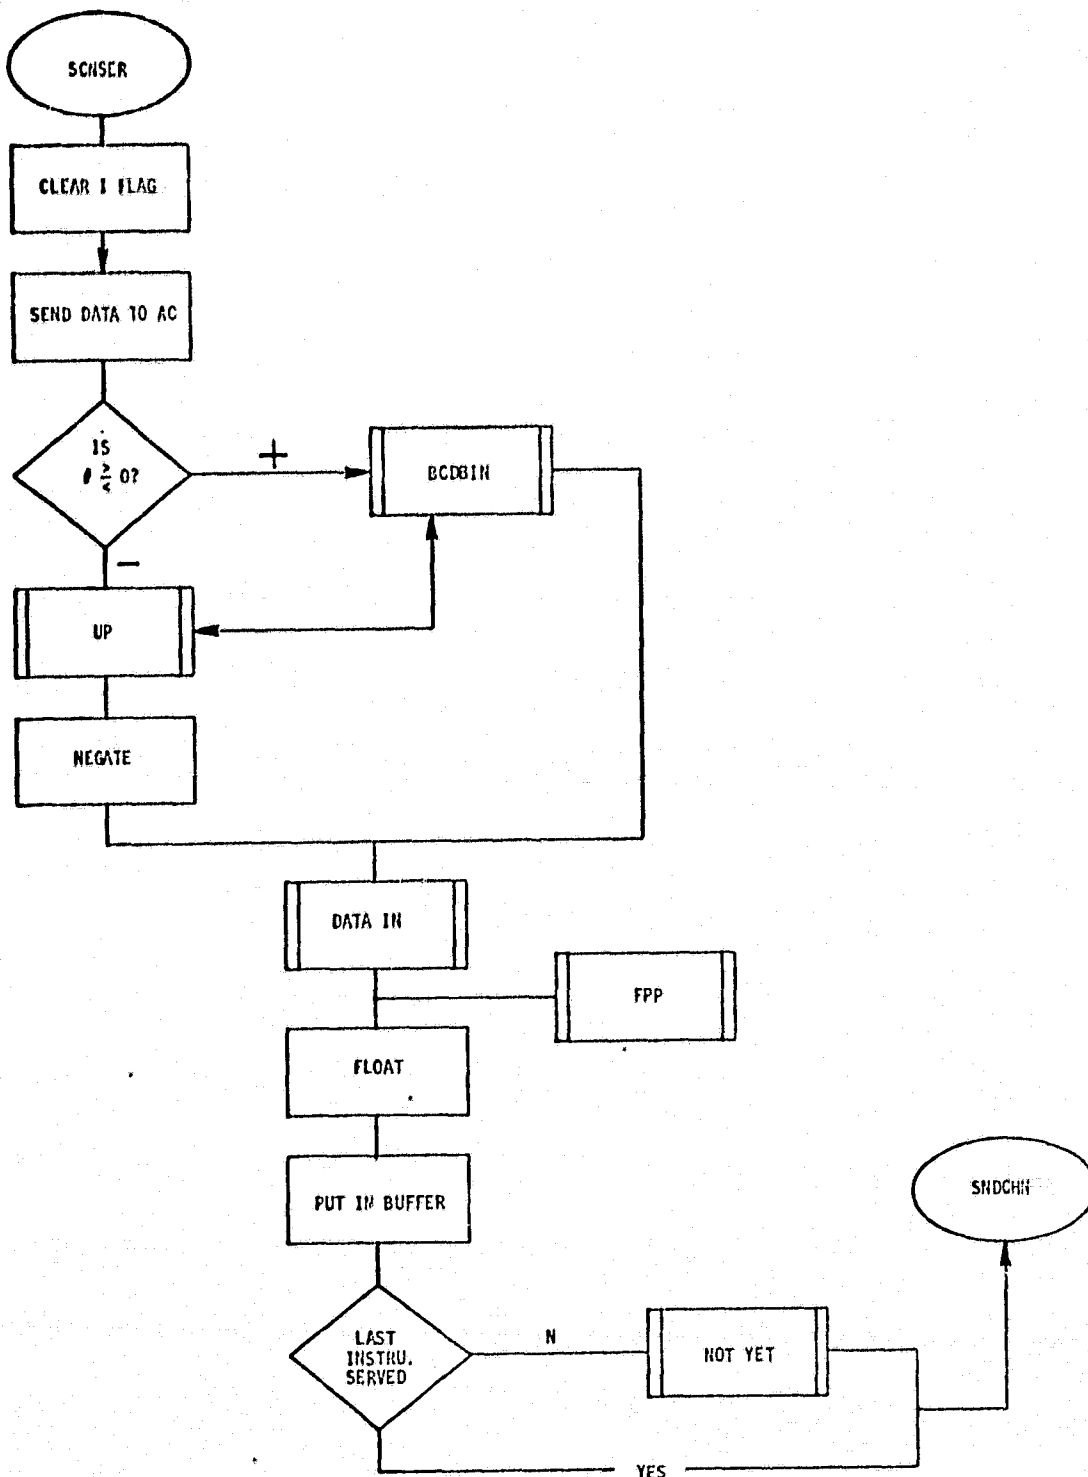 SCNSER
CLEAR I FLAG
SEND DATA TO AC
IS
# ≥< 0?
+
BCDBIN
−
UP
NEGATE
DATA IN
FPP
FLOAT
PUT IN BUFFER
SNDCHN
LAST
INSTRU.
SERVED
N
NOT YET
YES